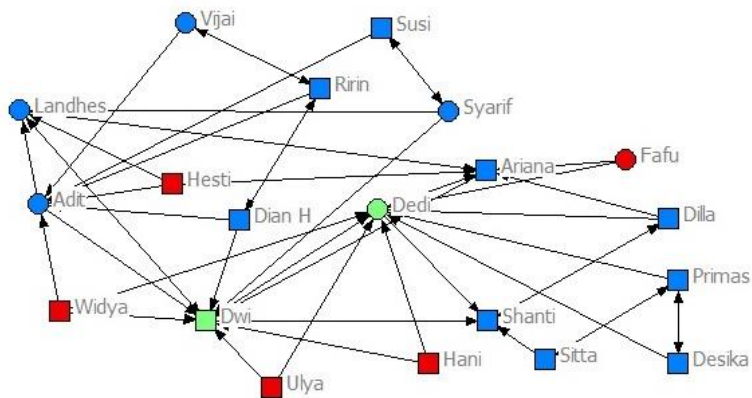 Vijai
Susi
Ririn
Landhes
Syarif
Fafu
Ariana
Hesti
Adit
Dedi
Dian H
Dilla
Primas
Widya
Dwi
Shanti
Sitta
Hani
Desika
Ulya